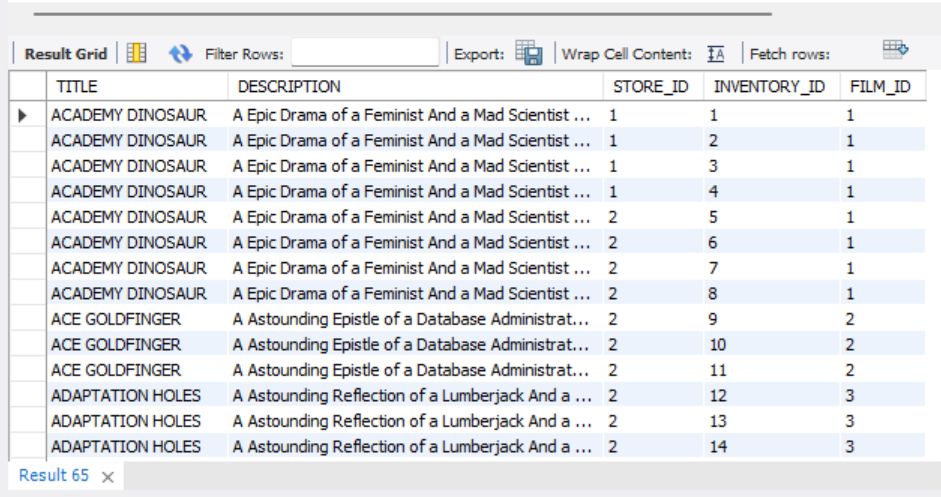 Result Grid Filter Rows: Export: Wrap Cell Content: IA Fetch rows:
TITLE DESCRIPTION STORE_ID INVENTORY_ID FILM_ID
ACADEMY DINOSAUR A Epic Drama of a Feminist And a Mad Scientist ... 1 1 1
ACADEMY DINOSAUR A Epic Drama of a Feminist And a Mad Scientist ... 1 2 1
ACADEMY DINOSAUR A Epic Drama of a Feminist And a Mad Scientist ... 1 3 1
ACADEMY DINOSAUR A Epic Drama of a Feminist And a Mad Scientist ... 1 4 1
ACADEMY DINOSAUR A Epic Drama of a Feminist And a Mad Scientist ... 2 5 1
ACADEMY DINOSAUR A Epic Drama of a Feminist And a Mad Scientist ... 2 6 1
ACADEMY DINOSAUR A Epic Drama of a Feminist And a Mad Scientist ... 2 7 1
ACADEMY DINOSAUR A Epic Drama of a Feminist And a Mad Scientist ... 2 8 1
ACE GOLDFINGER A Astounding Epistle of a Database Administrat... 2 9 2
ACE GOLDFINGER A Astounding Epistle of a Database Administrat... 2 10 2
ACE GOLDFINGER A Astounding Epistle of a Database Administrat... 2 11 2
ADAPTATION HOLES A Astounding Reflection of a Lumberjack And a ... 2 12 3
ADAPTATION HOLES A Astounding Reflection of a Lumberjack And a ... 2 13 3
ADAPTATION HOLES A Astounding Reflection of a Lumberjack And a ... 2 14 3
Result 65